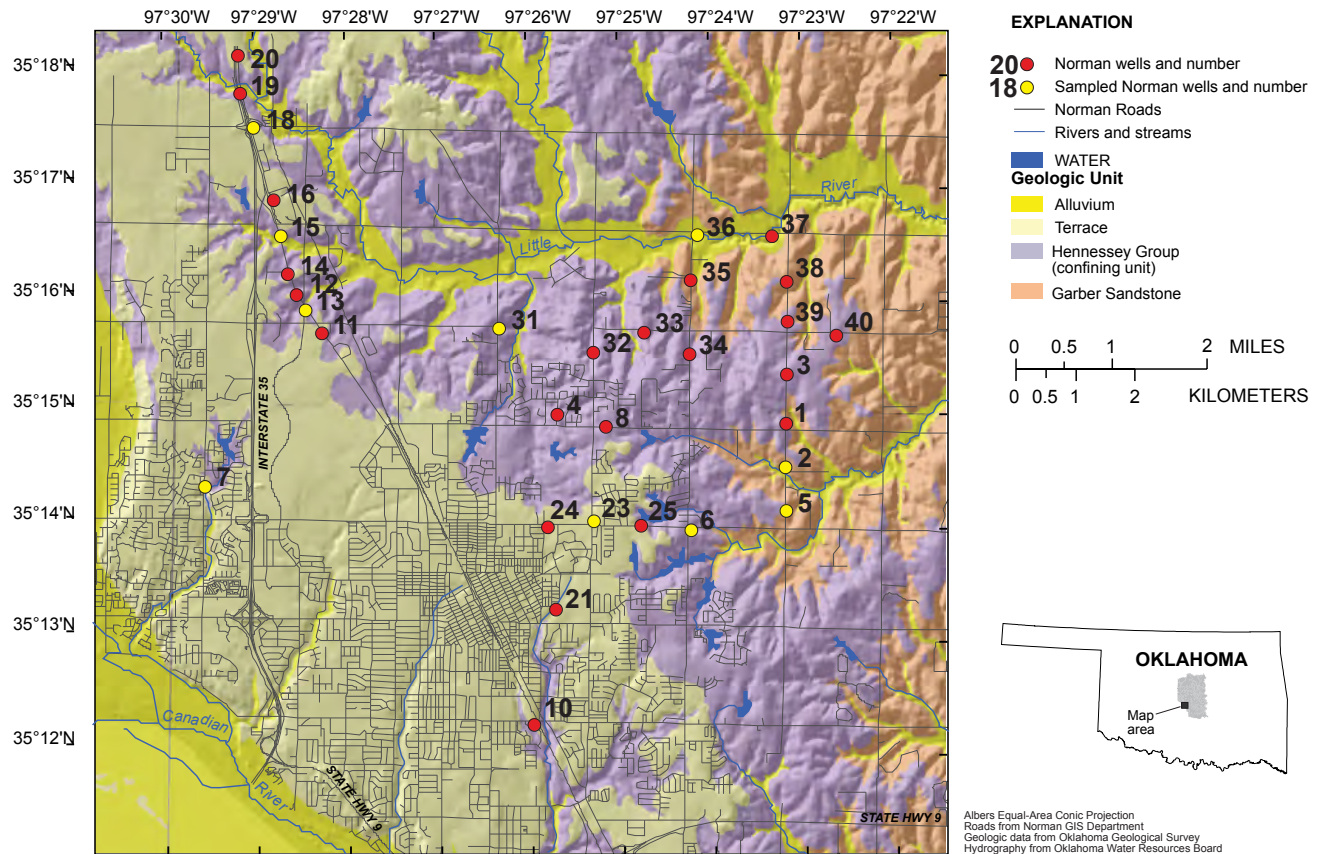 97°30'W 97°29'W 97°28'W 97°27'W 97°26'W 97°25'W 97°24'W 97°23'W 97°22'W
35°18'N
35°17'N
35°16'N
35°15'N
35°14'N
35°13'N
35°12'N
20
19
18
16
15
14
12
13
11
31
32
33
34
35
36
37
38
39
40
3
1
2
5
4
8
7
24
23
25
6
21
10
River
Little
INTERSTATE 35
Canadian
River
STATE HWY 9
STATE HWY 9
EXPLANATION
20 Norman wells and number
18 Sampled Norman wells and number
Norman Roads
Rivers and streams
WATER
Geologic Unit
Alluvium
Terrace
Hennessey Group
(confining unit)
Garber Sandstone
0 0.5 1 2 MILES
0 0.5 1 2 KILOMETERS
OKLAHOMA
Map
area
Albers Equal-Area Conic Projection
Roads from Norman GIS Department
Geologic data from Oklahoma Geological Survey
Hydrography from Oklahoma Water Resources Board